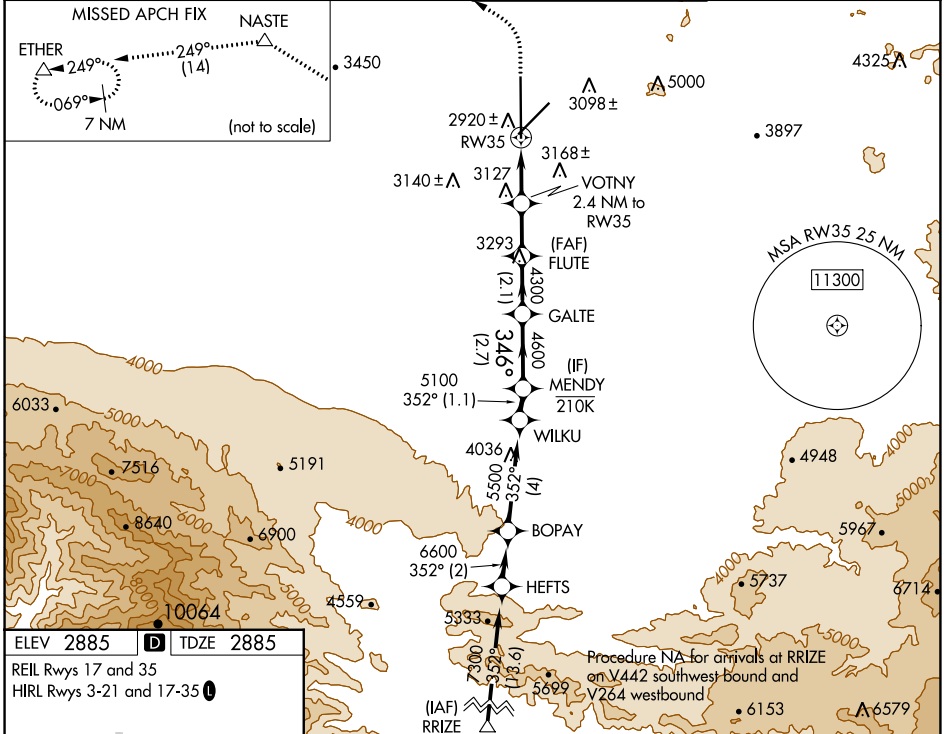 MISSED APCH FIX
NASTE
ETHER
249°
249°
(14)
069°
7 NM
(not to scale)
3450
4325
5000
3098±
2920±
RW35
3897
3168±
3127
3140±
VOTNY
2.4 NM to
RW35
MSA RW35 25 NM
11300
3293
(FAF)
FLUTE
4300
(2.1)
GALTE
346°
4600
(2.7)
(IF)
MENDY
210K
5100
352° (1.1)
WILKU
4000
6033
5000
7516
7000
5191
4036
5500
352°
(4)
4948
4000
5000
8640
6000
6900
4000
BOPAY
5967
6600
352° (2)
HEFTS
4000
5737
6714
10064
4559
5333
5000
7300
352°
(13.6)
5699
Procedure NA for arrivals at RRIZE
on V442 southwest bound and
V264 westbound
(IAF)
RRIZE
6153
6579
ELEV 2885 D TDZE 2885
REIL Rwys 17 and 35
HIRL Rwys 3-21 and 17-35 L